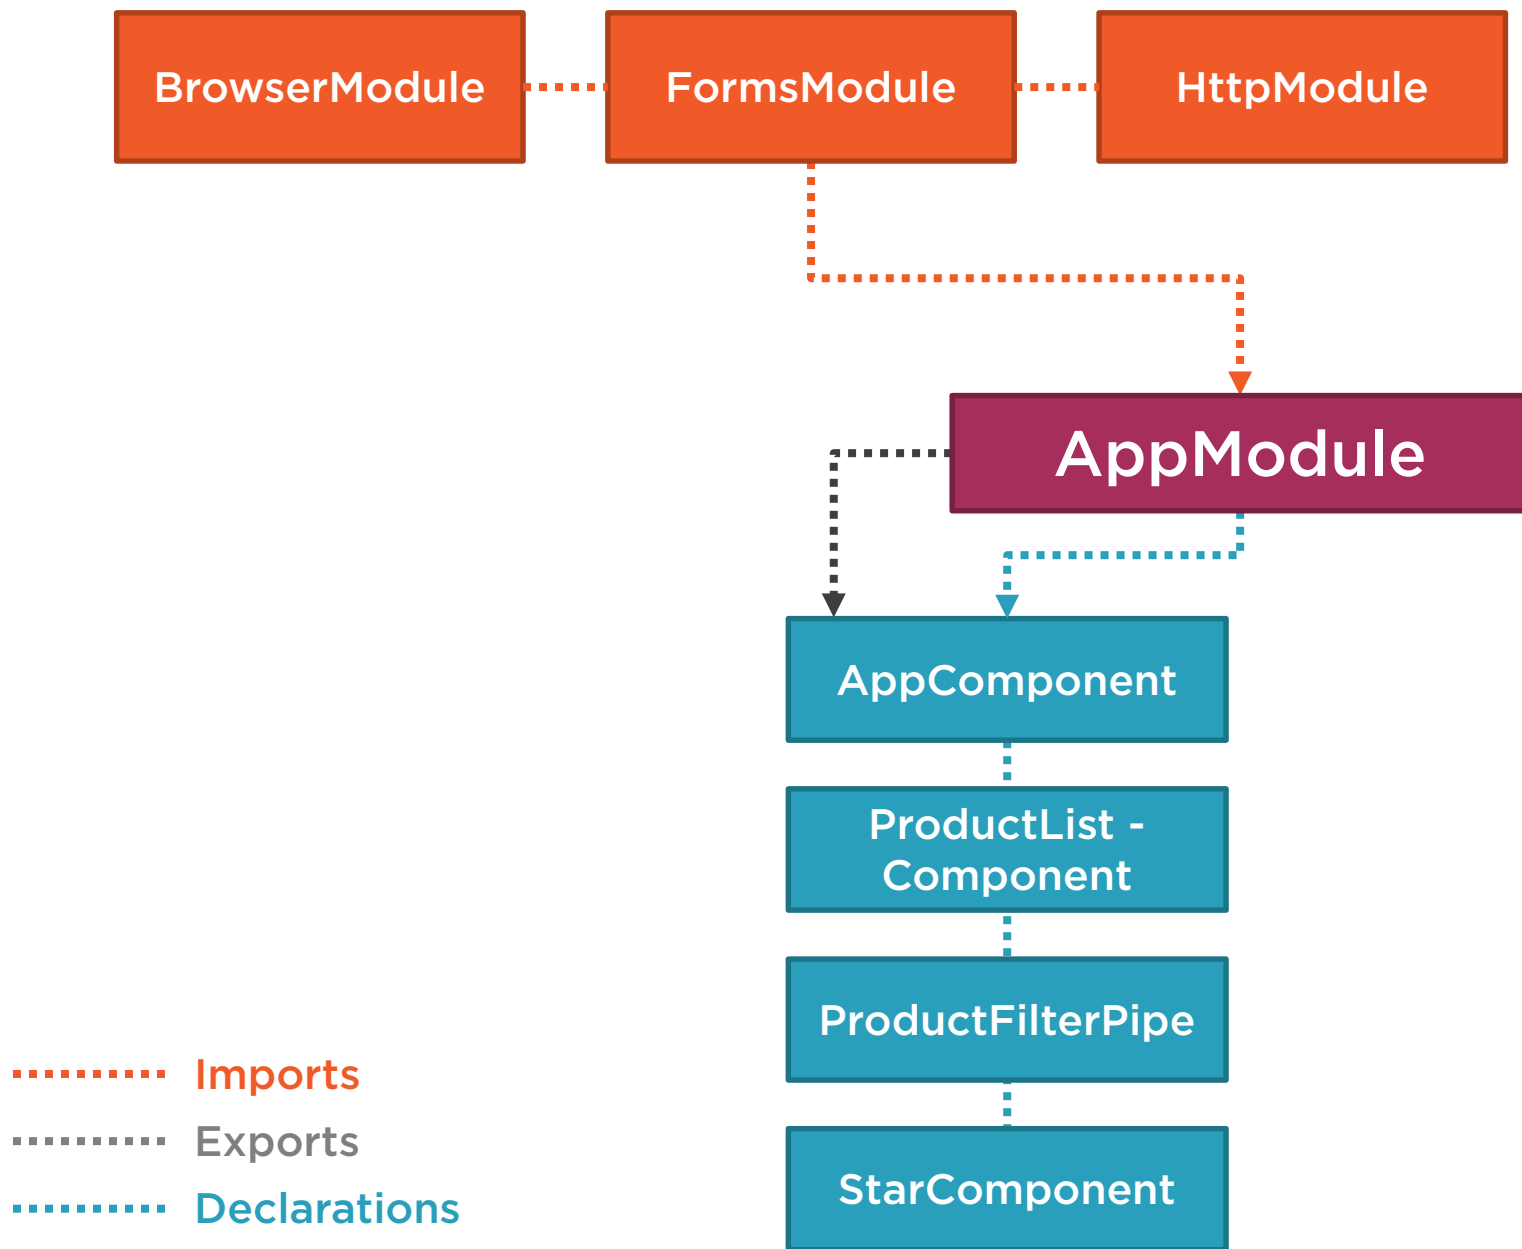 BrowserModule
FormsModule
HttpModule
AppModule
AppComponent
ProductList -
Component
ProductFilterPipe
StarComponent
Imports
Exports
Declarations